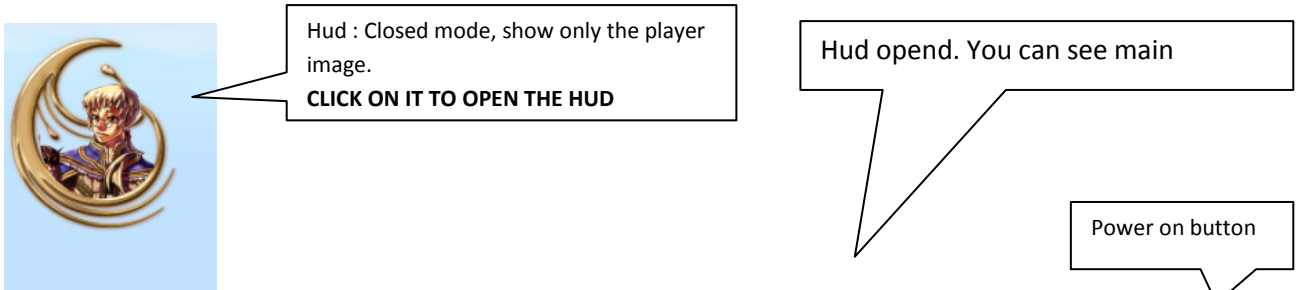 Hud : Closed mode, show only the player
image.
CLICK ON IT TO OPEN THE HUD
Hud opend. You can see main
Power on button